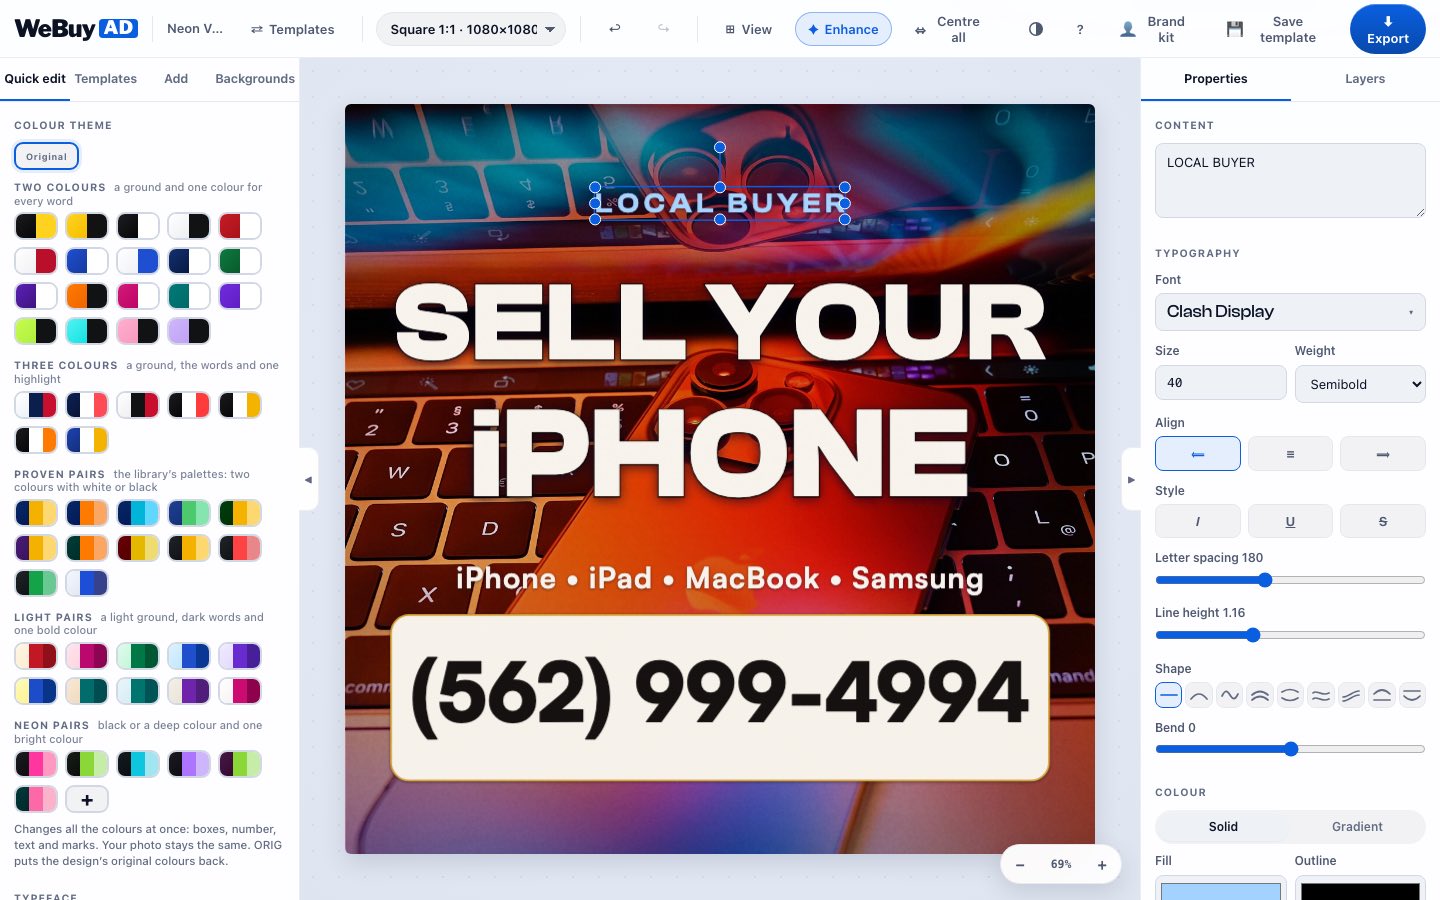 WeBuy AD
Neon V...
⇄ Templates
Square 1:1 · 1080×1080
View
Enhance
Centre all
?
Brand kit
Save template
Export
Quick edit
Templates
Add
Backgrounds
COLOUR THEME
Original
TWO COLOURS a ground and one colour for
every word
THREE COLOURS a ground, the words and one
highlight
PROVEN PAIRS the library's palettes: two
colours with white or black
LIGHT PAIRS a light ground, dark words and
one bold colour
NEON PAIRS black or a deep colour and one
bright colour
+
Changes all the colours at once: boxes, number,
text and marks. Your photo stays the same. ORIG
puts the design's original colours back.
TYPEFACE
LOCAL BUYER
SELL YOUR
iPHONE
iPhone • iPad • MacBook • Samsung
(562) 999-4994
− 69% +
Properties
Layers
CONTENT
LOCAL BUYER
TYPOGRAPHY
Font
Clash Display
Size
Weight
40
Semibold
Align
Style
I
U
S
Letter spacing 180
Line height 1.16
Shape
Bend 0
COLOUR
Solid
Gradient
Fill
Outline